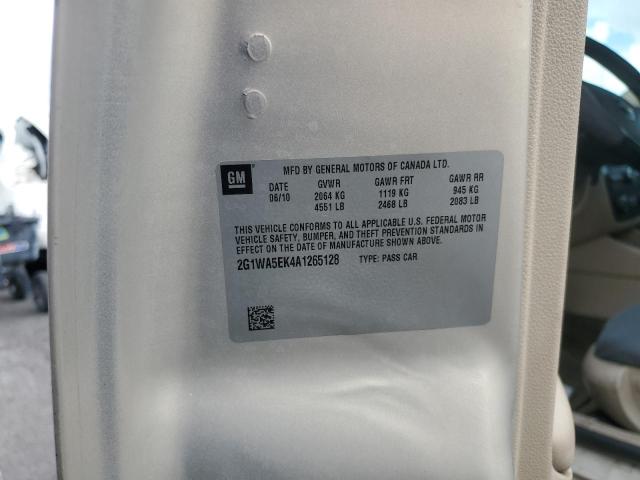 GM
MFD BY GENERAL MOTORS OF CANADA LTD.
DATE GVWR GAWR FRT GAWR RR
06/10 2064 KG 1119 KG 945 KG
4551 LB 2468 LB 2083 LB
THIS VEHICLE CONFORMS TO ALL APPLICABLE U.S. FEDERAL MOTOR
VEHICLE SAFETY, BUMPER, AND THEFT PREVENTION STANDARDS IN
EFFECT ON THE DATE OF MANUFACTURE SHOWN ABOVE.
2G1WA5EK4A1265128 TYPE: PASS CAR